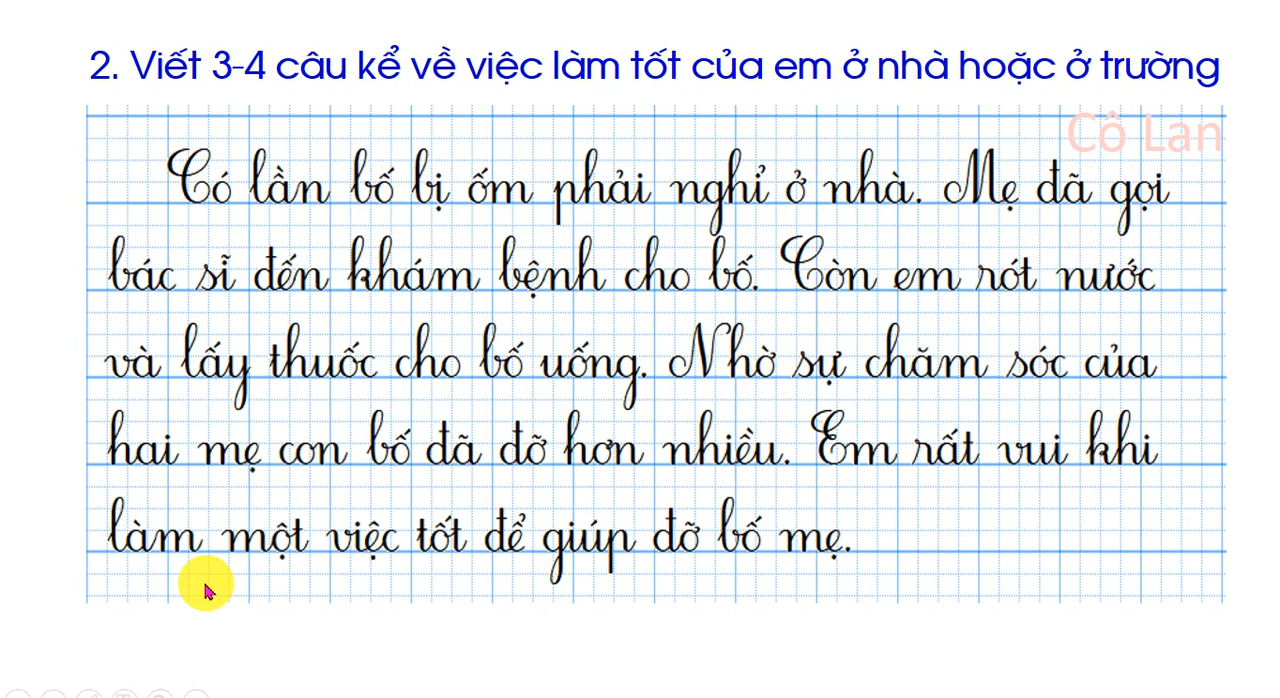 2. Viết 3-4 câu kể về việc làm tốt của em ở nhà hoặc ở trường
Cô Lan
Có lần bố bị ốm phải nghỉ ở nhà. Mẹ đã gọi
bác sĩ đến khám bệnh cho bố. Còn em rót nước
và lấy thuốc cho bố uống. Nhờ sự chăm sóc của
hai mẹ con bố đã đỡ hơn nhiều. Em rất vui khi
làm một việc tốt để giúp đỡ bố mẹ.